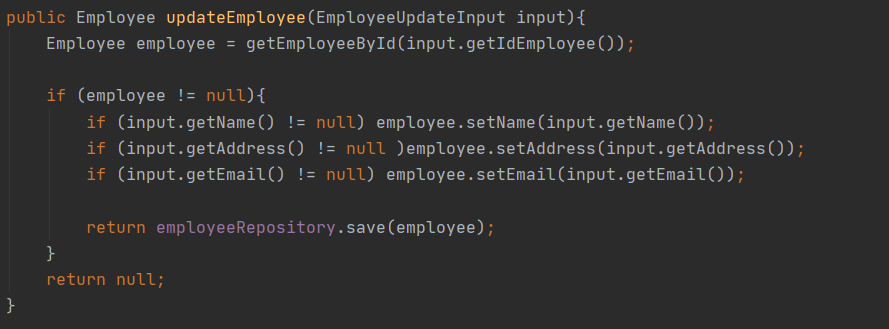 public Employee updateEmployee(EmployeeUpdateInput input){
    Employee employee = getEmployeeById(input.getIdEmployee());

    if (employee != null){
        if (input.getName() != null) employee.setName(input.getName());
        if (input.getAddress() != null )employee.setAddress(input.getAddress());
        if (input.getEmail() != null) employee.setEmail(input.getEmail());

        return employeeRepository.save(employee);
    }
    return null;
}